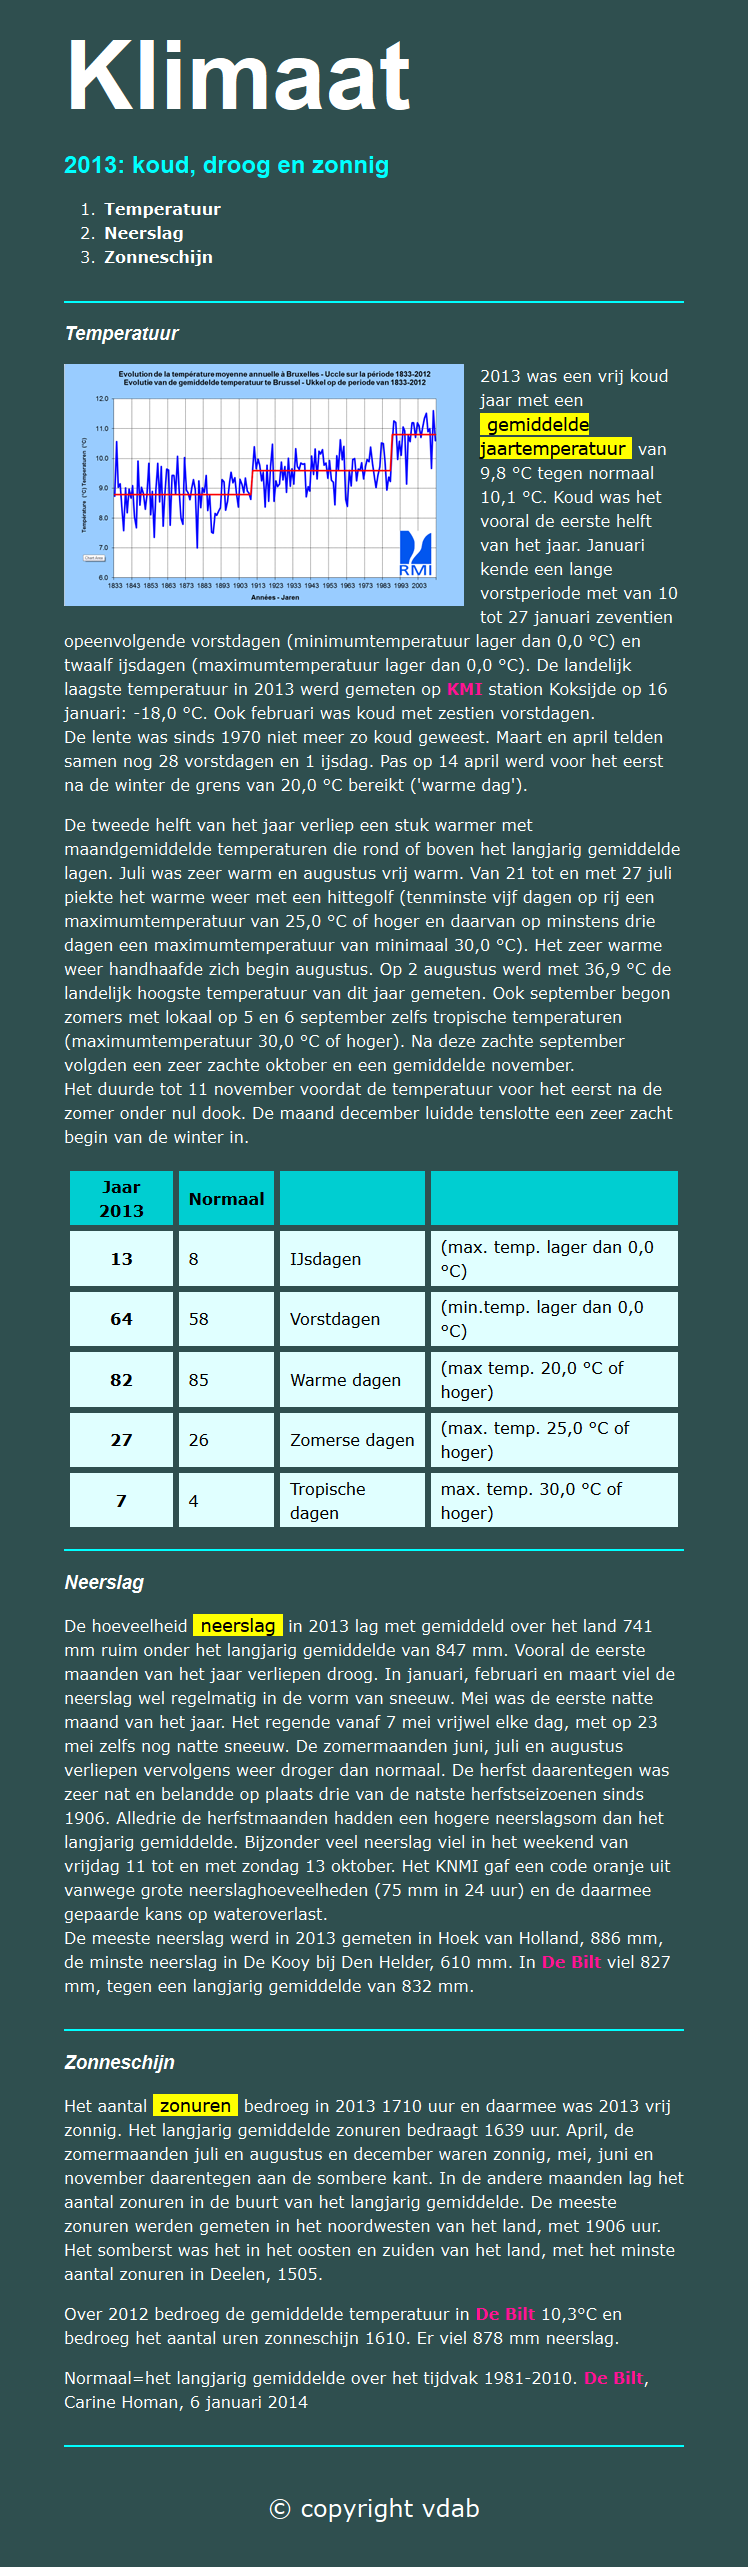 Klimaat
2013: koud, droog en zonnig
1. Temperatuur
2. Neerslag
3. Zonneschijn
Temperatuur
Evolution de la température moyenne annuelle à Bruxelles - Uccle sur la période 1833-2012
Evolutie van de gemiddelde temperatuur te Brussel - Ukkel op de periode van 1833-2012
12.0
11.0
10.0
9.0
8.0
7.0
6.0
Température (°C) Temperaturen (°C)
Chart Area
RMI
1833 1843 1853 1863 1873 1883 1893 1903 1913 1923 1933 1943 1953 1963 1973 1983 1993 2003
Années - Jaren
2013 was een vrij koud
jaar met een
gemiddelde
jaartemperatuur van
9,8 °C tegen normaal
10,1 °C. Koud was het
vooral de eerste helft
van het jaar. Januari
kende een lange
vorstperiode met van 10
tot 27 januari zeventien
opeenvolgende vorstdagen (minimumtemperatuur lager dan 0,0 °C) en
twaalf ijsdagen (maximumtemperatuur lager dan 0,0 °C). De landelijk
laagste temperatuur in 2013 werd gemeten op KMI station Koksijde op 16
januari: -18,0 °C. Ook februari was koud met zestien vorstdagen.
De lente was sinds 1970 niet meer zo koud geweest. Maart en april telden
samen nog 28 vorstdagen en 1 ijsdag. Pas op 14 april werd voor het eerst
na de winter de grens van 20,0 °C bereikt ('warme dag').
De tweede helft van het jaar verliep een stuk warmer met
maandgemiddelde temperaturen die rond of boven het langjarig gemiddelde
lagen. Juli was zeer warm en augustus vrij warm. Van 21 tot en met 27 juli
piekte het warme weer met een hittegolf (tenminste vijf dagen op rij een
maximumtemperatuur van 25,0 °C of hoger en daarvan op minstens drie
dagen een maximumtemperatuur van minimaal 30,0 °C). Het zeer warme
weer handhaafde zich begin augustus. Op 2 augustus werd met 36,9 °C de
landelijk hoogste temperatuur van dit jaar gemeten. Ook september begon
zomers met lokaal op 5 en 6 september zelfs tropische temperaturen
(maximumtemperatuur 30,0 °C of hoger). Na deze zachte september
volgden een zeer zachte oktober en een gemiddelde november.
Het duurde tot 11 november voordat de temperatuur voor het eerst na de
zomer onder nul dook. De maand december luidde tenslotte een zeer zacht
begin van de winter in.
Jaar
2013
Normaal
13 8 IJsdagen (max. temp. lager dan 0,0
°C)
64 58 Vorstdagen (min.temp. lager dan 0,0
°C)
82 85 Warme dagen (max temp. 20,0 °C of
hoger)
27 26 Zomerse dagen (max. temp. 25,0 °C of
hoger)
7 4 Tropische
dagen
max. temp. 30,0 °C of
hoger)
Neerslag
De hoeveelheid neerslag in 2013 lag met gemiddeld over het land 741
mm ruim onder het langjarig gemiddelde van 847 mm. Vooral de eerste
maanden van het jaar verliepen droog. In januari, februari en maart viel de
neerslag wel regelmatig in de vorm van sneeuw. Mei was de eerste natte
maand van het jaar. Het regende vanaf 7 mei vrijwel elke dag, met op 23
mei zelfs nog natte sneeuw. De zomermaanden juni, juli en augustus
verliepen vervolgens weer droger dan normaal. De herfst daarentegen was
zeer nat en belandde op plaats drie van de natste herfstseizoenen sinds
1906. Alledrie de herfstmaanden hadden een hogere neerslagsom dan het
langjarig gemiddelde. Bijzonder veel neerslag viel in het weekend van
vrijdag 11 tot en met zondag 13 oktober. Het KNMI gaf een code oranje uit
vanwege grote neerslaghoeveelheden (75 mm in 24 uur) en de daarmee
gepaarde kans op wateroverlast.
De meeste neerslag werd in 2013 gemeten in Hoek van Holland, 886 mm,
de minste neerslag in De Kooy bij Den Helder, 610 mm. In De Bilt viel 827
mm, tegen een langjarig gemiddelde van 832 mm.
Zonneschijn
Het aantal zonuren bedroeg in 2013 1710 uur en daarmee was 2013 vrij
zonnig. Het langjarig gemiddelde zonuren bedraagt 1639 uur. April, de
zomermaanden juli en augustus en december waren zonnig, mei, juni en
november daarentegen aan de sombere kant. In de andere maanden lag het
aantal zonuren in de buurt van het langjarig gemiddelde. De meeste
zonuren werden gemeten in het noordwesten van het land, met 1906 uur.
Het somberst was het in het oosten en zuiden van het land, met het minste
aantal zonuren in Deelen, 1505.
Over 2012 bedroeg de gemiddelde temperatuur in De Bilt 10,3°C en
bedroeg het aantal uren zonneschijn 1610. Er viel 878 mm neerslag.
Normaal=het langjarig gemiddelde over het tijdvak 1981-2010. De Bilt,
Carine Homan, 6 januari 2014
© copyright vdab